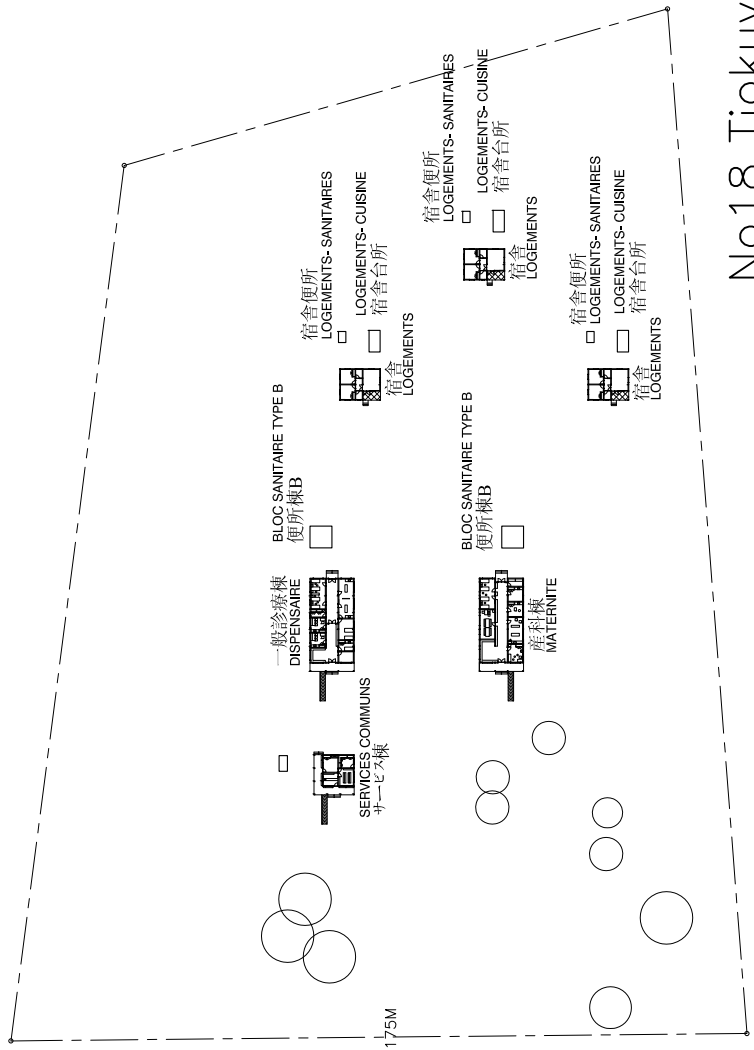 175M
一般診療棟
DISPENSAIRE
BLOC SANITAIRE TYPE B
便所棟B
宿舎便所
LOGEMENTS- SANITAIRES
LOGEMENTS- CUISINE
宿舎台所
宿舎
LOGEMENTS
SERVICES COMMUNS
サービス棟
BLOC SANITAIRE TYPE B
便所棟B
宿舎便所
LOGEMENTS- SANITAIRES
LOGEMENTS- CUISINE
宿舎台所
宿舎
LOGEMENTS
産科棟
MATERNITE
宿舎便所
LOGEMENTS- SANITAIRES
LOGEMENTS- CUISINE
宿舎台所
宿舎
LOGEMENTS
No18 Tiokuy